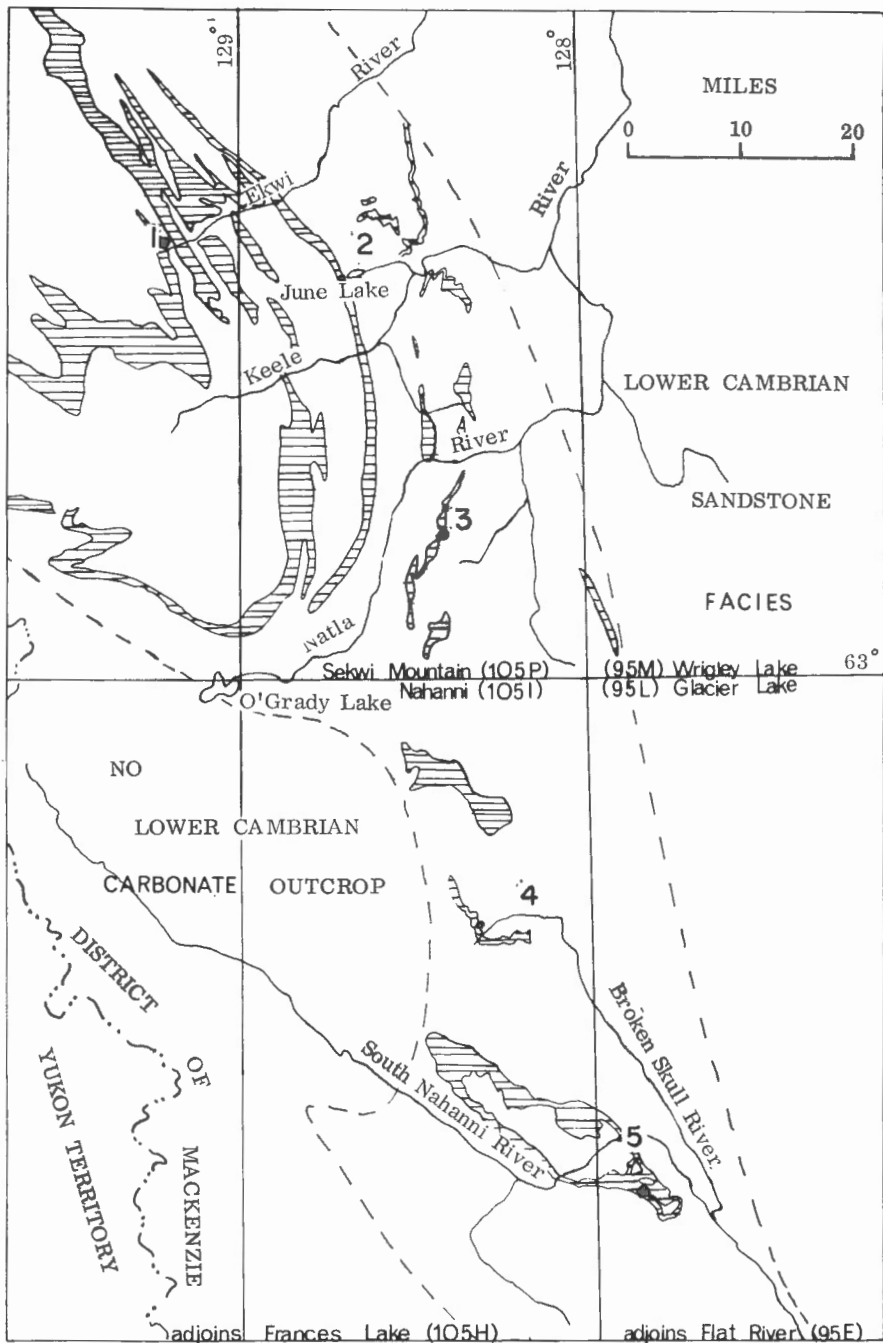 129°
128°
River
MILES
0 10 20
Ekwi
River
1
2
June Lake
Keele
LOWER CAMBRIAN
River
SANDSTONE
3
FACIES
Natla
63°
Sekwi Mountain (105P) (95M) Wrigley Lake
Nahanni (105I) (95L) Glacier Lake
O'Grady Lake
NO
LOWER CAMBRIAN
CARBONATE OUTCROP
4
DISTRICT
OF
MACKENZIE
YUKON TERRITORY
Broken Skull River
South Nahanni River
5
adjoins Frances Lake (105H) adjoins Flat River (95E)